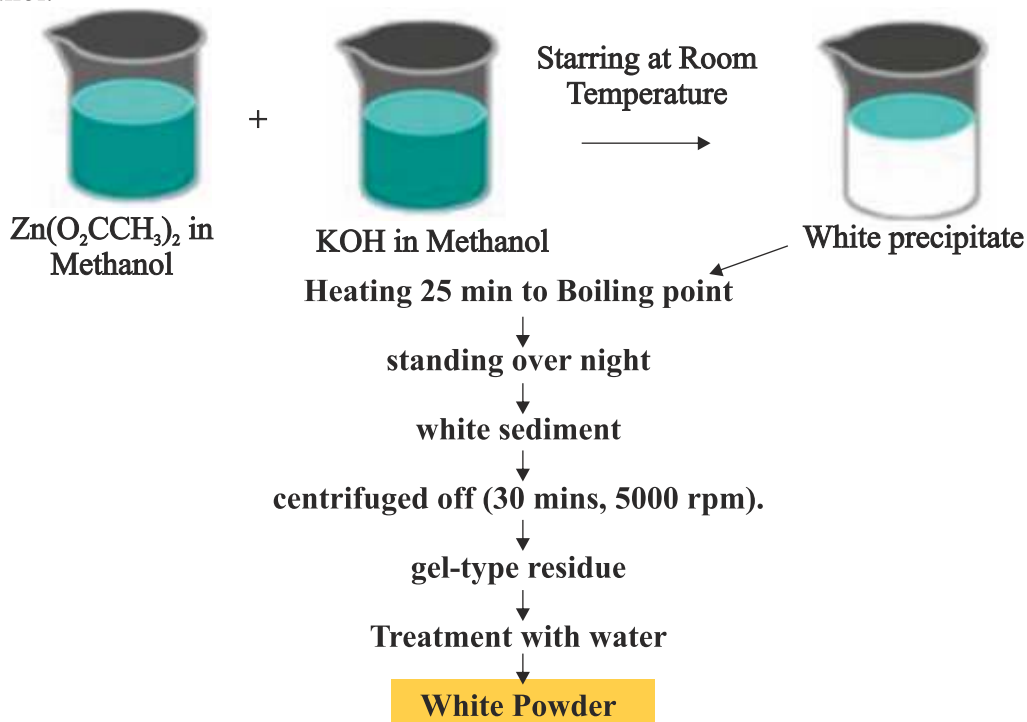 Starring at Room
Temperature
+
Zn(O₂CCH₃)₂ in
Methanol
KOH in Methanol
White precipitate
Heating 25 min to Boiling point
standing over night
white sediment
centrifuged off (30 mins, 5000 rpm).
gel-type residue
Treatment with water
White Powder